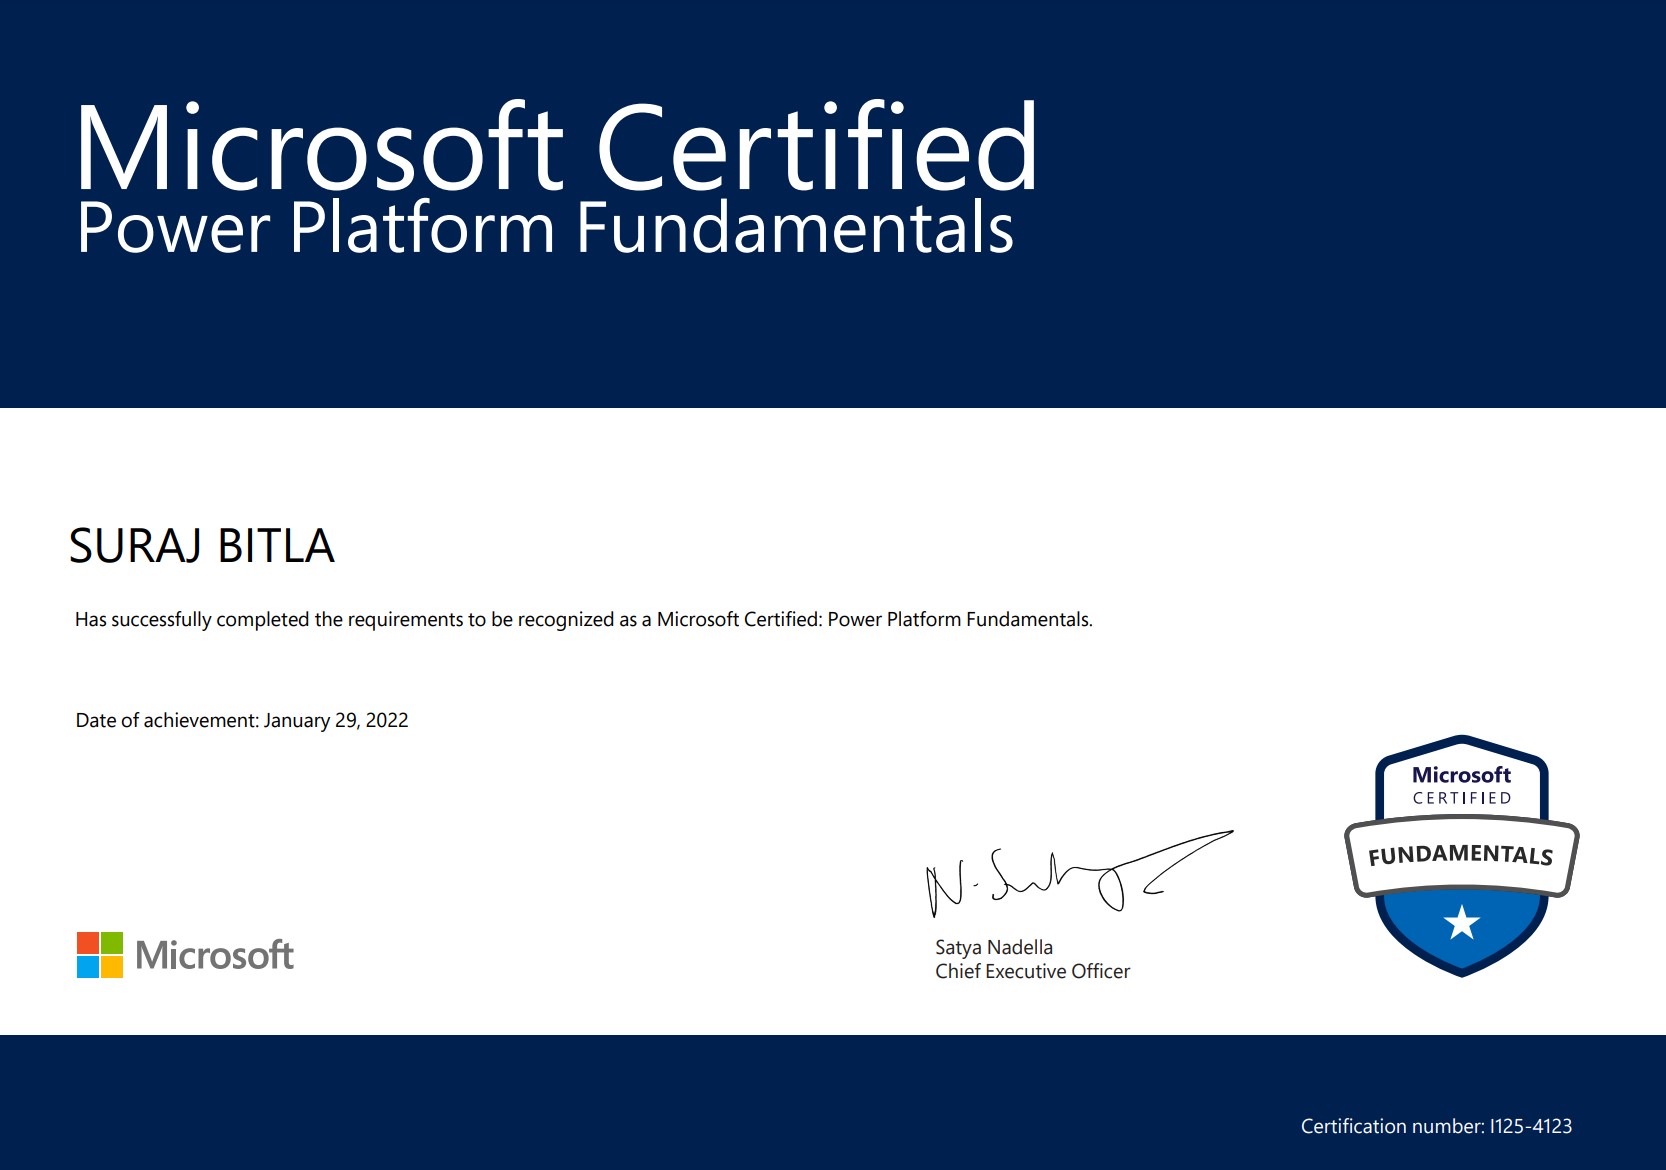 Microsoft Certified
Power Platform Fundamentals
SURAJ BITLA
Has successfully completed the requirements to be recognized as a Microsoft Certified: Power Platform Fundamentals.
Date of achievement: January 29, 2022
Microsoft
CERTIFIED
FUNDAMENTALS
Microsoft
Satya Nadella
Chief Executive Officer
Certification number: I125-4123